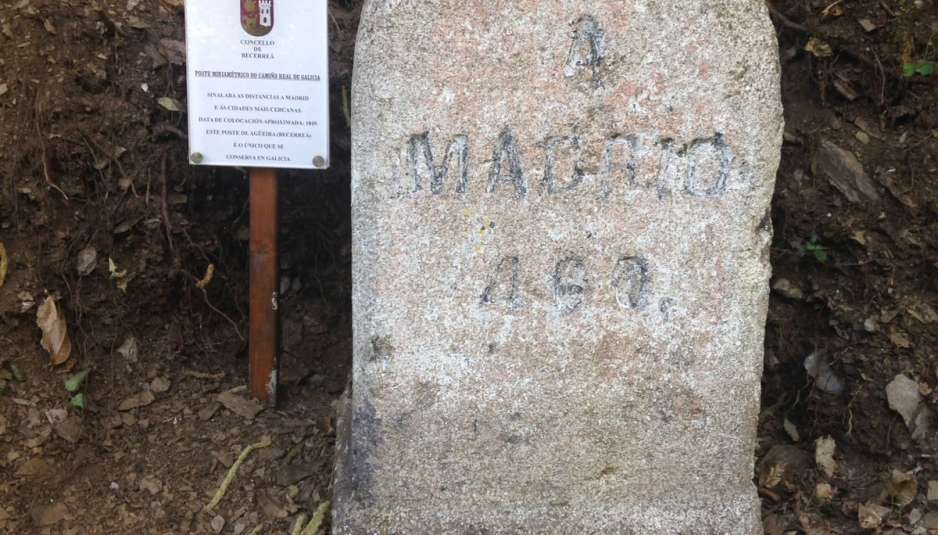 CONCELLO
DE
BECERREÁ
POSTE MIRIAMÉTRICO DO CAMIÑO REAL DE GALICIA
SINALABA AS DISTANCIAS A MADRID
E ÁS CIDADES MAIS CERCANAS.
DATA DE COLOCACIÓN APROXIMADA:
ESTE POSTE DE AGÜEIRA (BECERREÁ)
E O ÚNICO QUE SE
CONSERVA EN GALICIA
A
MADRID
460.